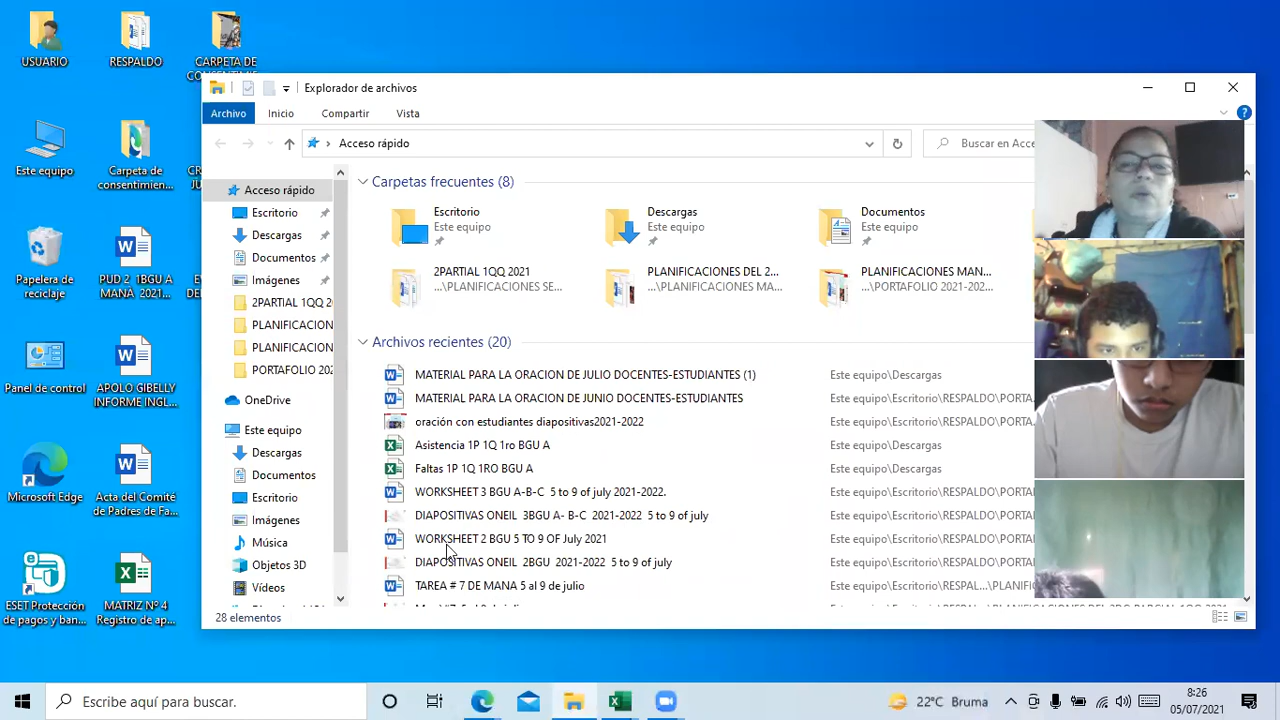 USUARIO
RESPALDO
CARPETA DE
Explorador de archivos
Archivo
Inicio
Compartir
Vista
Este equipo
Carpeta de
consentimien...
Acceso rápido
Buscar en Acce
Acceso rápido
Escritorio
Descargas
Documentos
Imágenes
2PARTIAL 1QQ 20
PLANIFICACION
PLANIFICACION
PORTAFOLIO 202
OneDrive
Este equipo
Descargas
Documentos
Escritorio
Imágenes
Música
Objetos 3D
Vídeos
Carpetas frecuentes (8)
Escritorio
Este equipo
Descargas
Este equipo
Documentos
Este equipo
2PARTIAL 1QQ 2021
...\PLANIFICACIONES SE...
PLANIFICACIONES DEL 2...
...\PLANIFICACIONES MA...
PLANIFICACIONES MAN...
...\PORTAFOLIO 2021-202...
Archivos recientes (20)
MATERIAL PARA LA ORACION DE JULIO DOCENTES-ESTUDIANTES (1)
Este equipo\Descargas
MATERIAL PARA LA ORACION DE JUNIO DOCENTES-ESTUDIANTES
Este equipo\Escritorio\RESPALDO\PORTA...
oración con estudiantes diapositivas2021-2022
Este equipo\Escritorio\RESPALDO\PORTA...
Asistencia 1P 1Q 1ro BGU A
Este equipo\Descargas
Faltas 1P 1Q 1RO BGU A
Este equipo\Descargas
WORKSHEET 3 BGU A-B-C 5 to 9 of july 2021-2022.
Este equipo\Escritorio\RESPALDO\PORTA...
DIAPOSITIVAS ONEIL 3BGU A- B-C 2021-2022 5 to 9 of july
Este equipo\Escritorio\RESPALDO\PORTA...
WORKSHEET 2 BGU 5 TO 9 OF July 2021
Este equipo\Escritorio\RESPALDO\PORTA...
DIAPOSITIVAS ONEIL 2BGU 2021-2022 5 to 9 of july
Este equipo\Escritorio\RESPALDO\PORTA...
TAREA # 7 DE MANA 5 al 9 de julio
Este equipo\Escritorio\RESPAL...\PLANIFIC...
28 elementos
Papelera de
reciclaje
PUD 2 1BGU A
MANÁ 2021...
Panel de control
APOLO GIBELLY
INFORME INGL...
Microsoft Edge
Acta del Comité
de Padres de Fa...
ESET Protección
de pagos y ban...
MATRIZ Nº 4
Registro de ap...
Escribe aquí para buscar.
22°C Bruma
8:26
05/07/2021